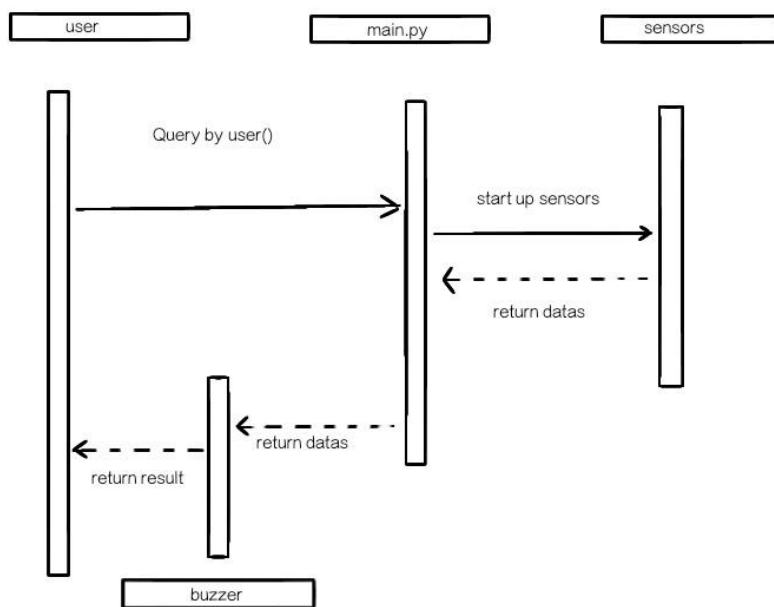 user
main.py
sensors
Query by user()
start up sensors
return datas
return datas
return result
buzzer